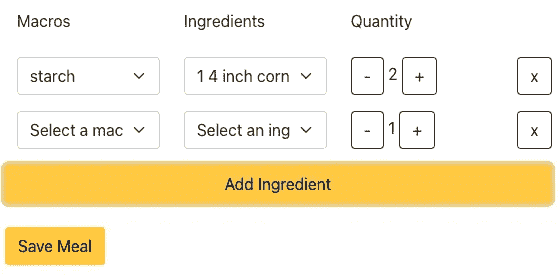 Macros Ingredients Quantity
starch 1 4 inch corn - 2 + x
Select a mac Select an ing - 1 + x
Add Ingredient
Save Meal